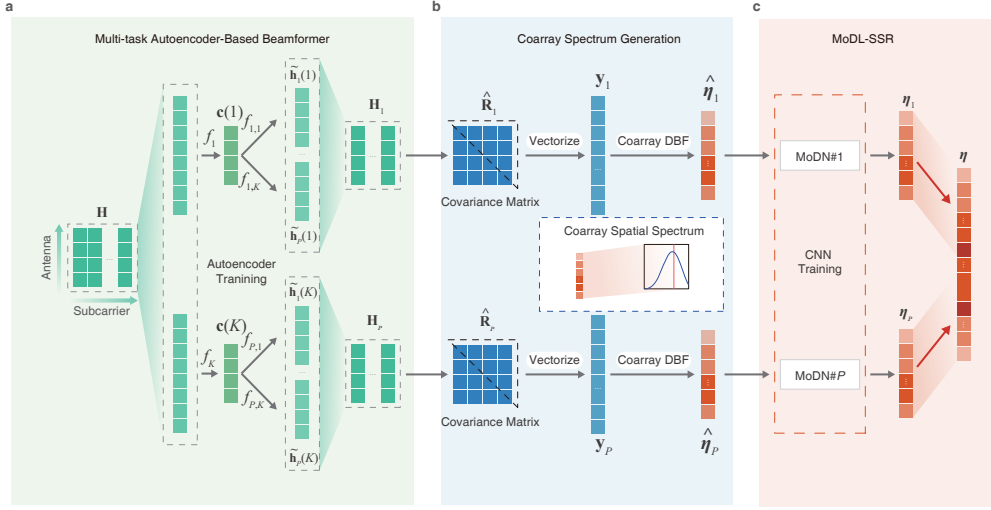 a
Multi-task Autoencoder-Based Beamformer
H
Antenna
Subcarrier
f₁
c(1)
f₁,₁
f₁,K
h̃₁(1)
...
h̃P(1)
H₁
...
Autoencoder
Tranining
fK
c(K)
fP,₁
fP,K
h̃₁(K)
...
h̃P(K)
HP
...
b
Coarray Spectrum Generation
R̂₁
Covariance Matrix
Vectorize
y₁
Coarray DBF
η̂₁
Coarray Spatial Spectrum
R̂P
Covariance Matrix
Vectorize
yP
Coarray DBF
η̂P
c
MoDL-SSR
MoDN#1
CNN
Training
MoDN#P
η₁
ηP
η